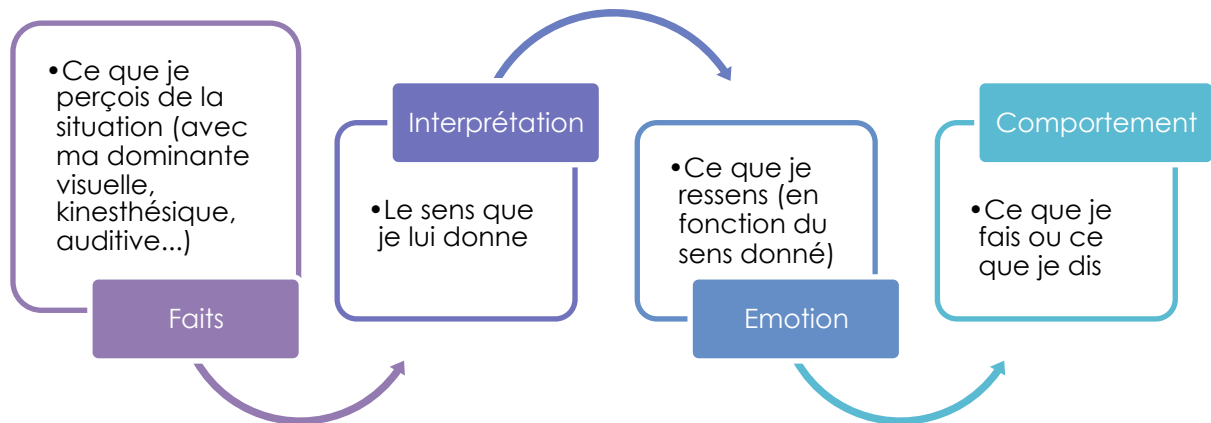 •Ce que je
perçois de la
situation (avec
ma dominante
visuelle,
kinesthésique,
auditive...)
Faits
Interprétation
•Le sens que
je lui donne
•Ce que je
ressens (en
fonction du
sens donné)
Emotion
Comportement
•Ce que je
fais ou ce
que je dis